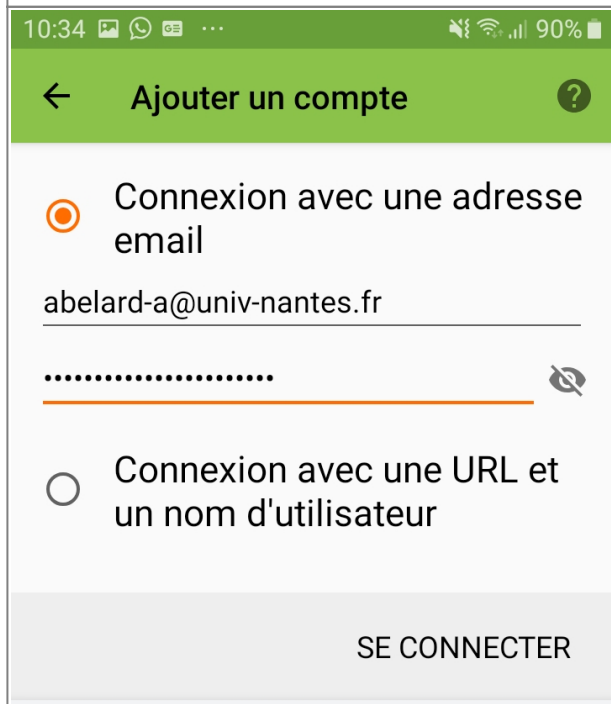 10:34 ... 90%
Ajouter un compte ?
Connexion avec une adresse
email
abelard-a@univ-nantes.fr
•••••••••••••••••••••••
Connexion avec une URL et
un nom d'utilisateur
SE CONNECTER